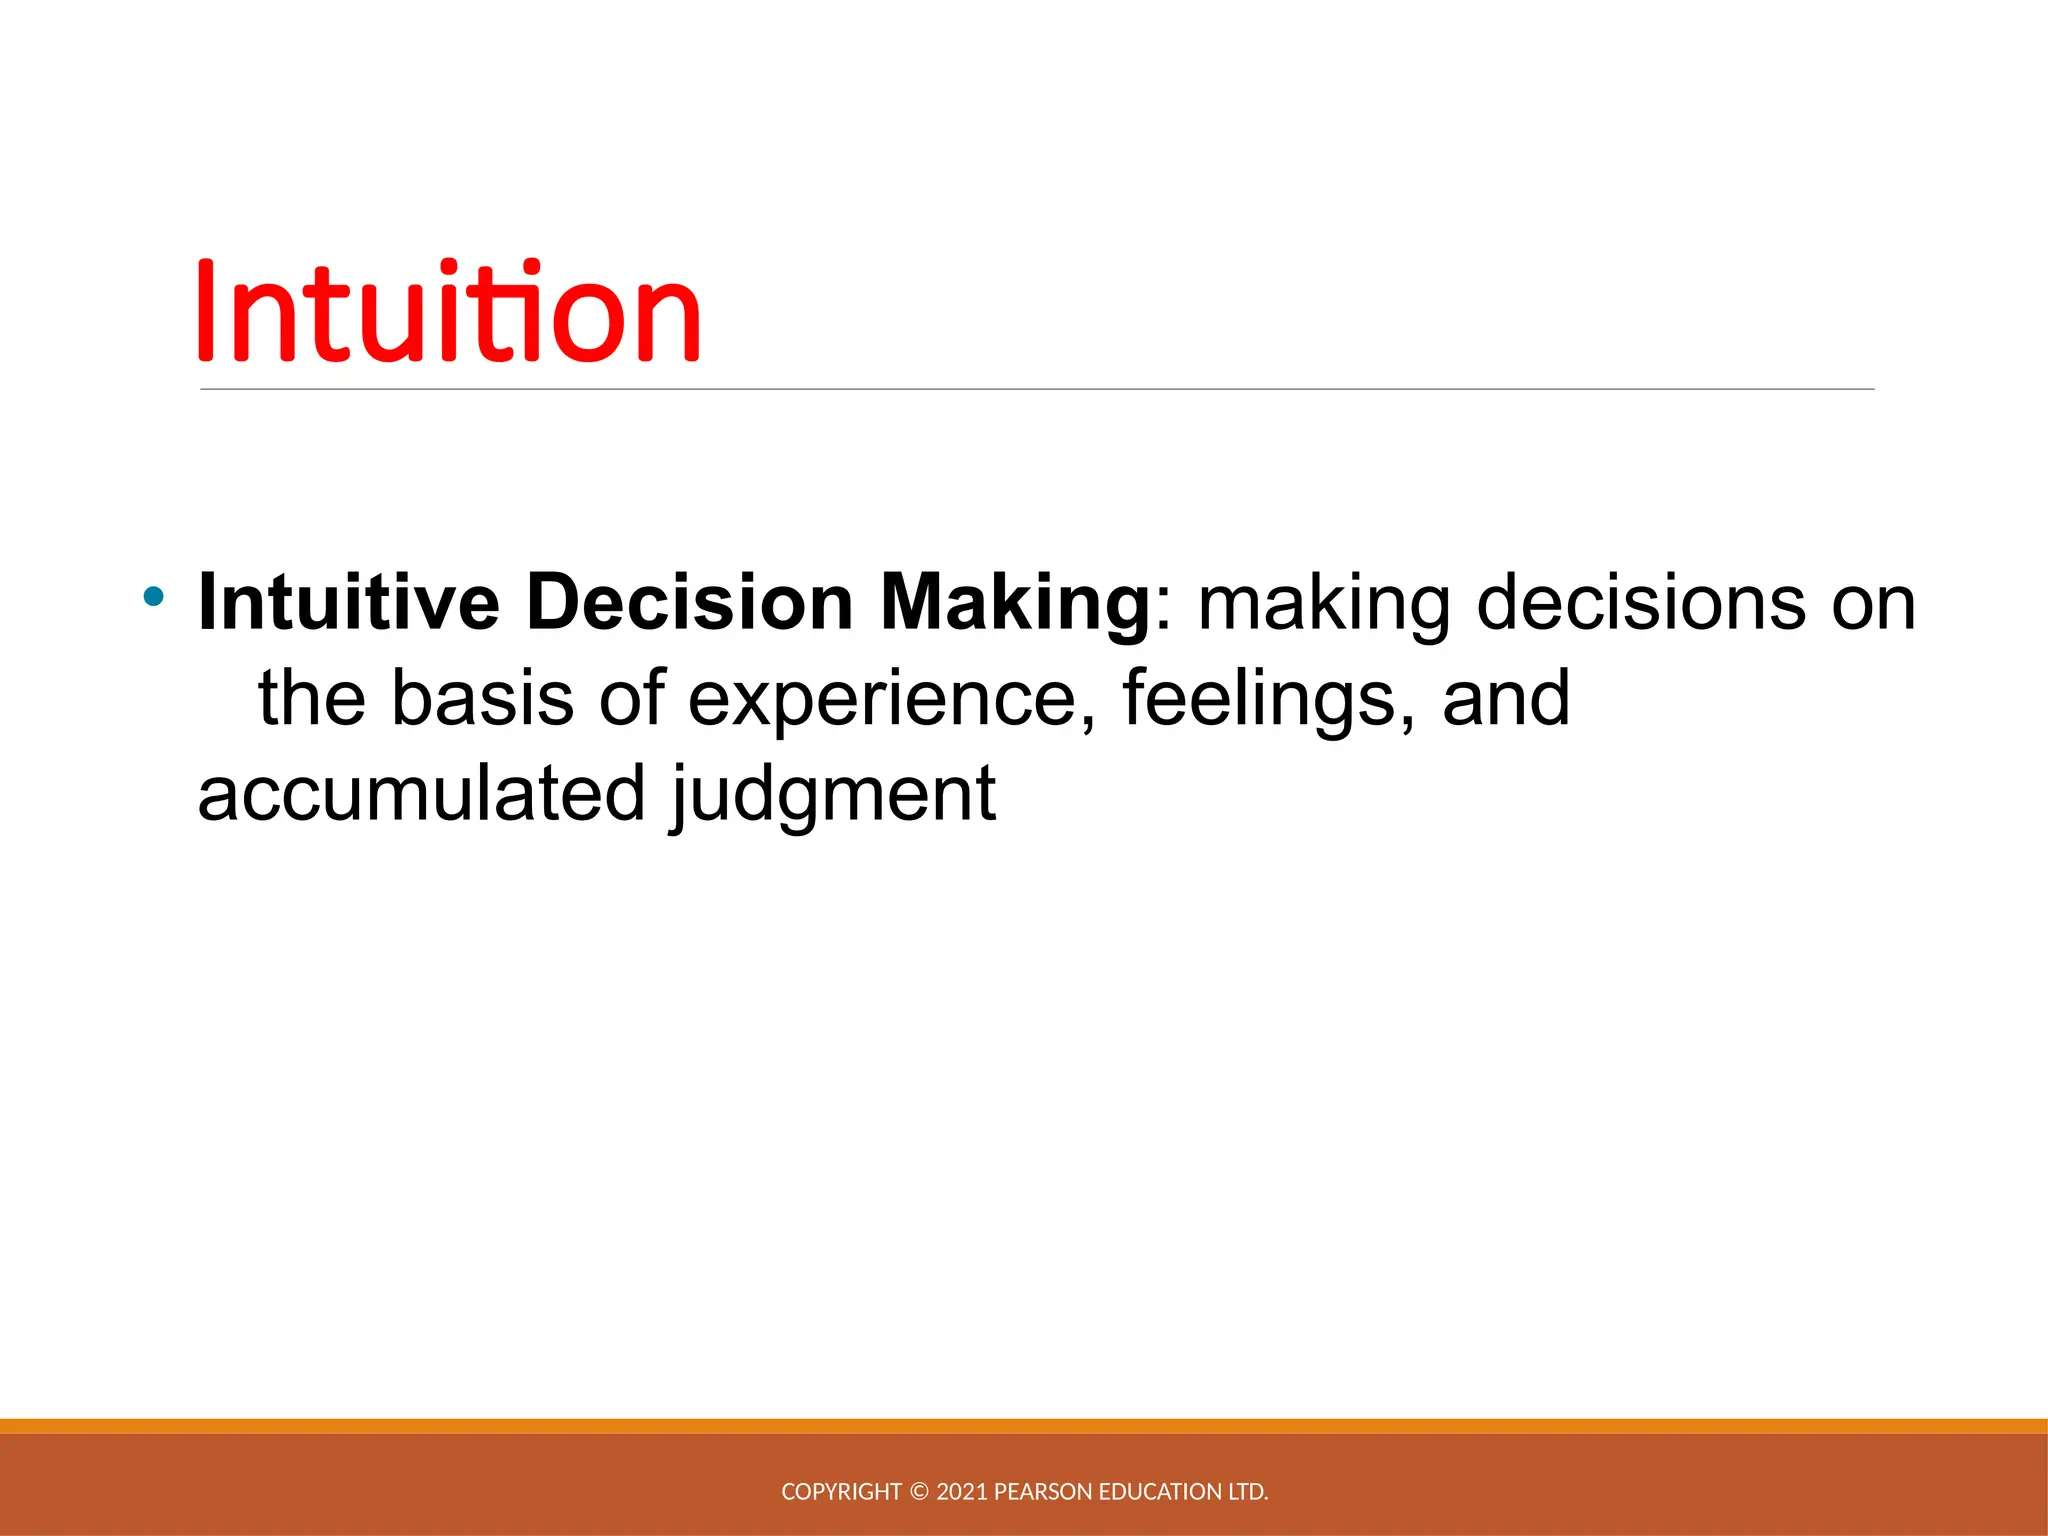 Intuition
• Intuitive Decision Making: making decisions on
the basis of experience, feelings, and
accumulated judgment
COPYRIGHT © 2021 PEARSON EDUCATION LTD.